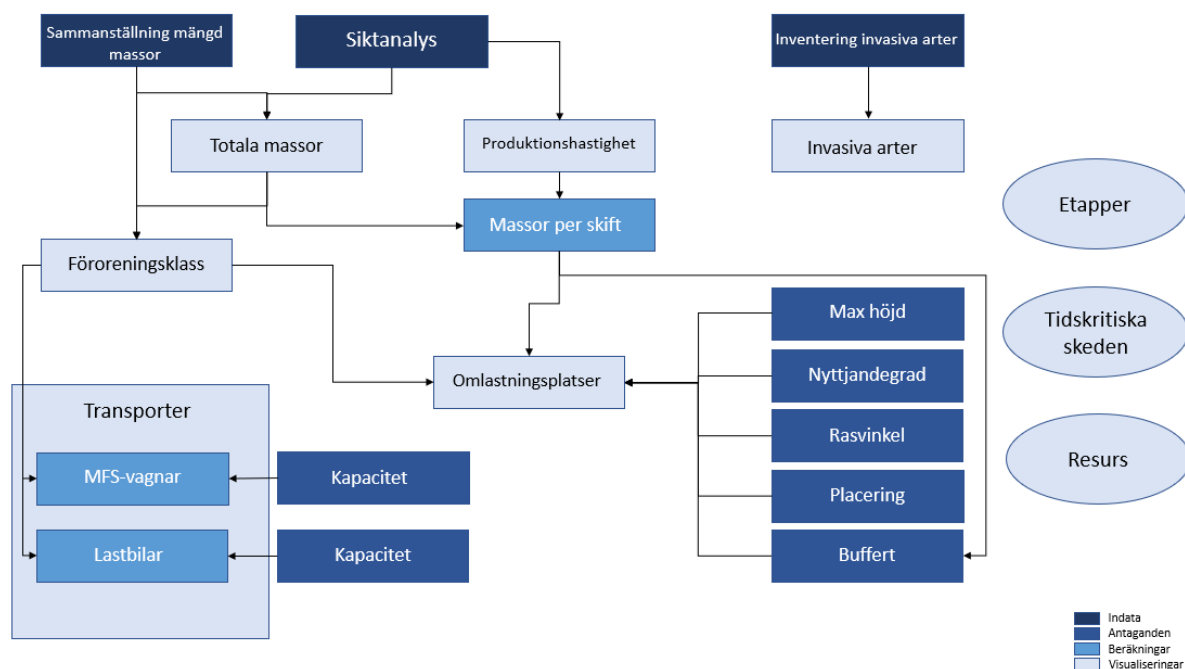 Sammanställning mängd
massor
Siktanalys
Inventering invasiva arter
Totala massor
Produktionshastighet
Invasiva arter
Etapper
Massor per skift
Föroreningsklass
Max höjd
Tidskritiska
skeden
Omlastningsplatser
Nyttjandegrad
Transporter
Rasvinkel
Resurs
MFS-vagnar
Kapacitet
Placering
Lastbilar
Kapacitet
Buffert
Indata
Antaganden
Beräkningar
Visualiseringar